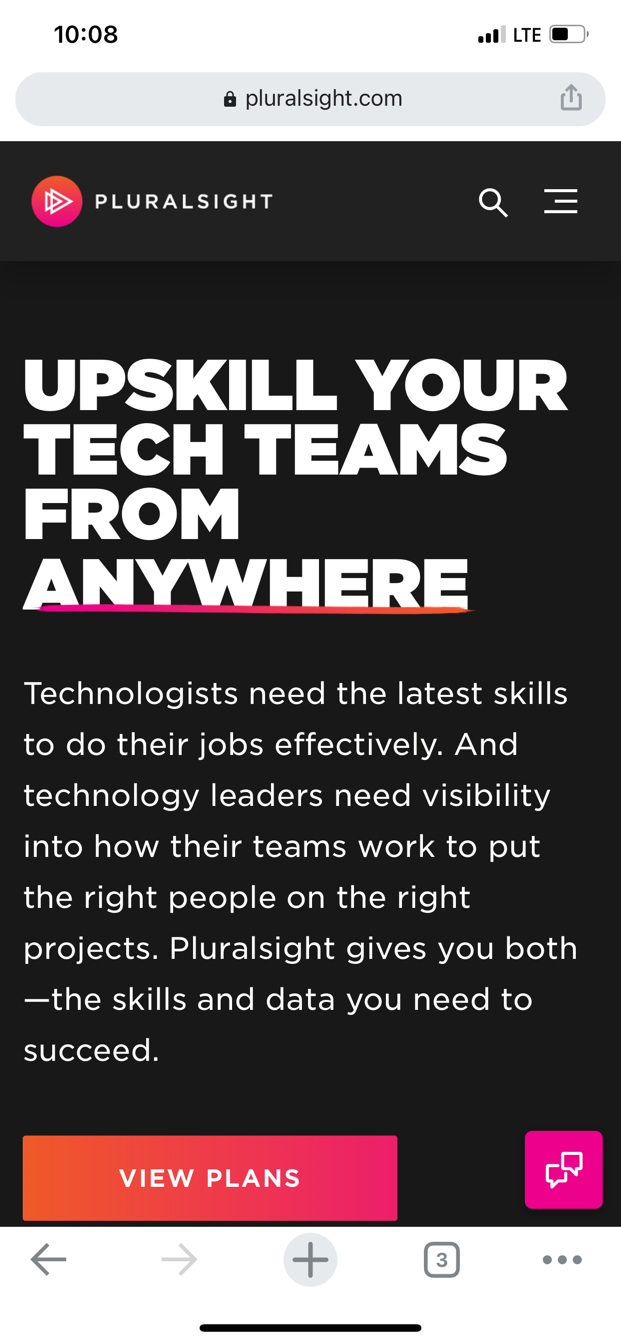 10:08
LTE
pluralsight.com
PLURALSIGHT
UPSKILL YOUR
TECH TEAMS
FROM
ANYWHERE
Technologists need the latest skills
to do their jobs effectively. And
technology leaders need visibility
into how their teams work to put
the right people on the right
projects. Pluralsight gives you both
—the skills and data you need to
succeed.
VIEW PLANS
3